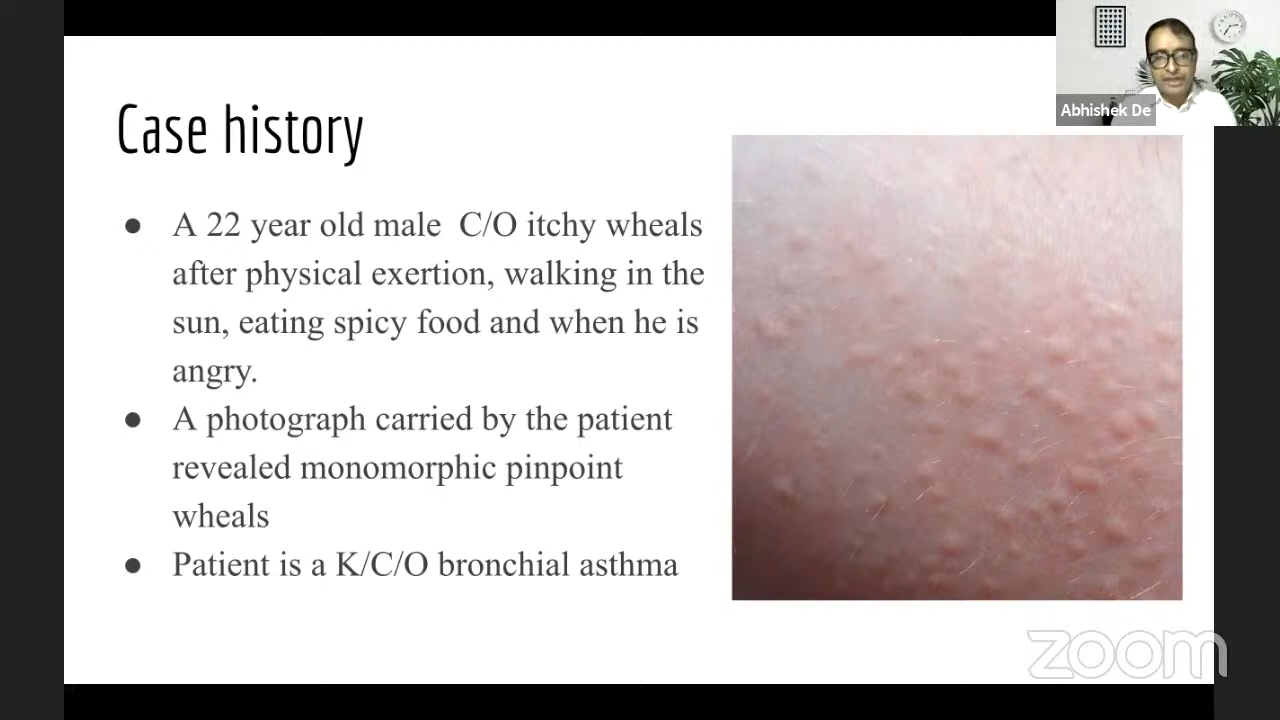 Abhishek De
Case history
● A 22 year old male C/O itchy wheals
after physical exertion, walking in the
sun, eating spicy food and when he is
angry.
● A photograph carried by the patient
revealed monomorphic pinpoint
wheals
● Patient is a K/C/O bronchial asthma
zoom